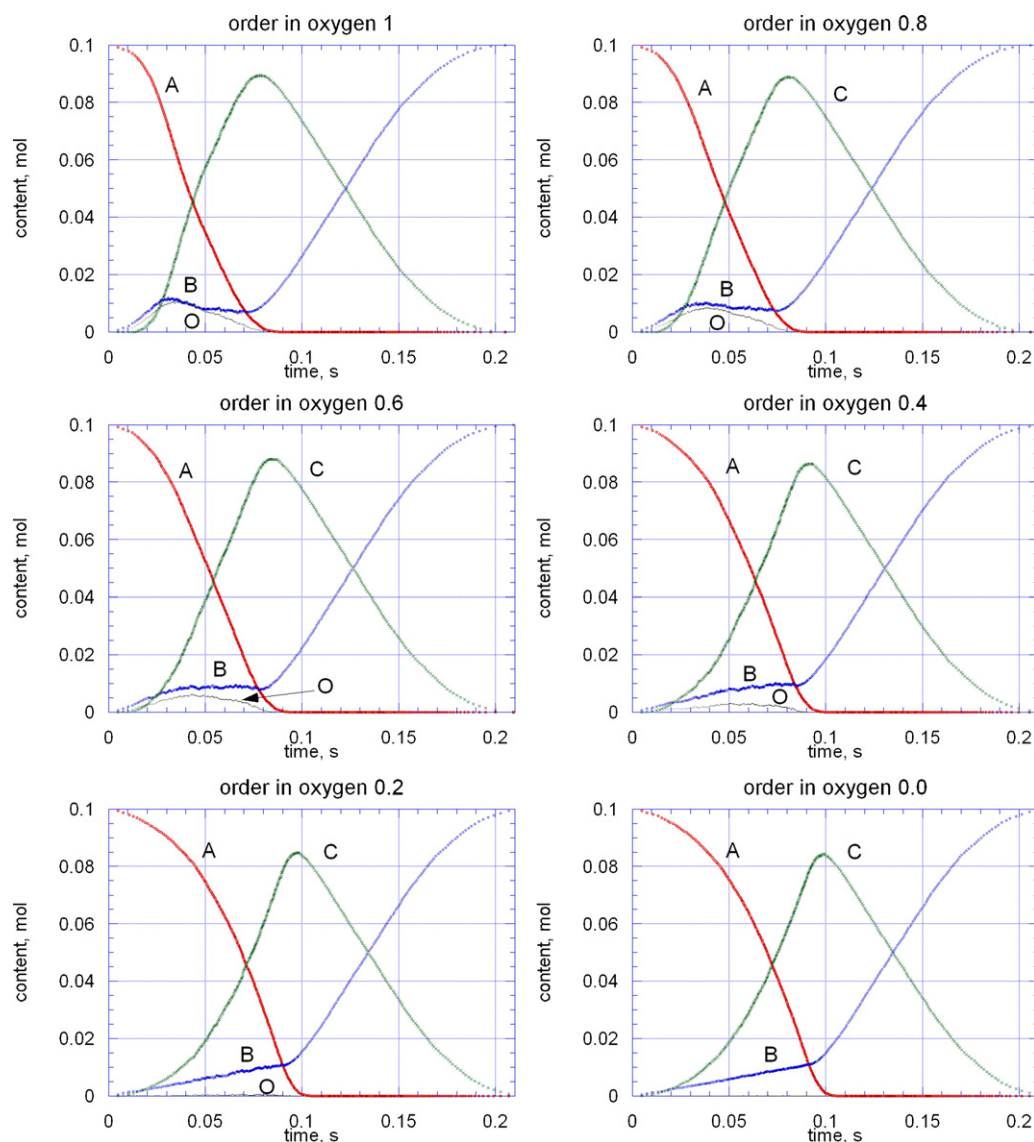 order in oxygen 1
0.1
0.08
0.06
0.04
0.02
0
content, mol
A
B
C
O
0 0.05 0.1 0.15 0.2
time, s
order in oxygen 0.8
0.1
0.08
0.06
0.04
0.02
0
content, mol
A
C
B
O
0 0.05 0.1 0.15 0.2
time, s
order in oxygen 0.6
0.1
0.08
0.06
0.04
0.02
0
content, mol
A
C
B
O
0 0.05 0.1 0.15 0.2
time, s
order in oxygen 0.4
0.1
0.08
0.06
0.04
0.02
0
content, mol
A
C
B
O
0 0.05 0.1 0.15 0.2
time, s
order in oxygen 0.2
0.1
0.08
0.06
0.04
0.02
0
content, mol
A
C
B
O
0 0.05 0.1 0.15 0.2
time, s
order in oxygen 0.0
0.1
0.08
0.06
0.04
0.02
0
content, mol
A
C
B
0 0.05 0.1 0.15 0.2
time, s